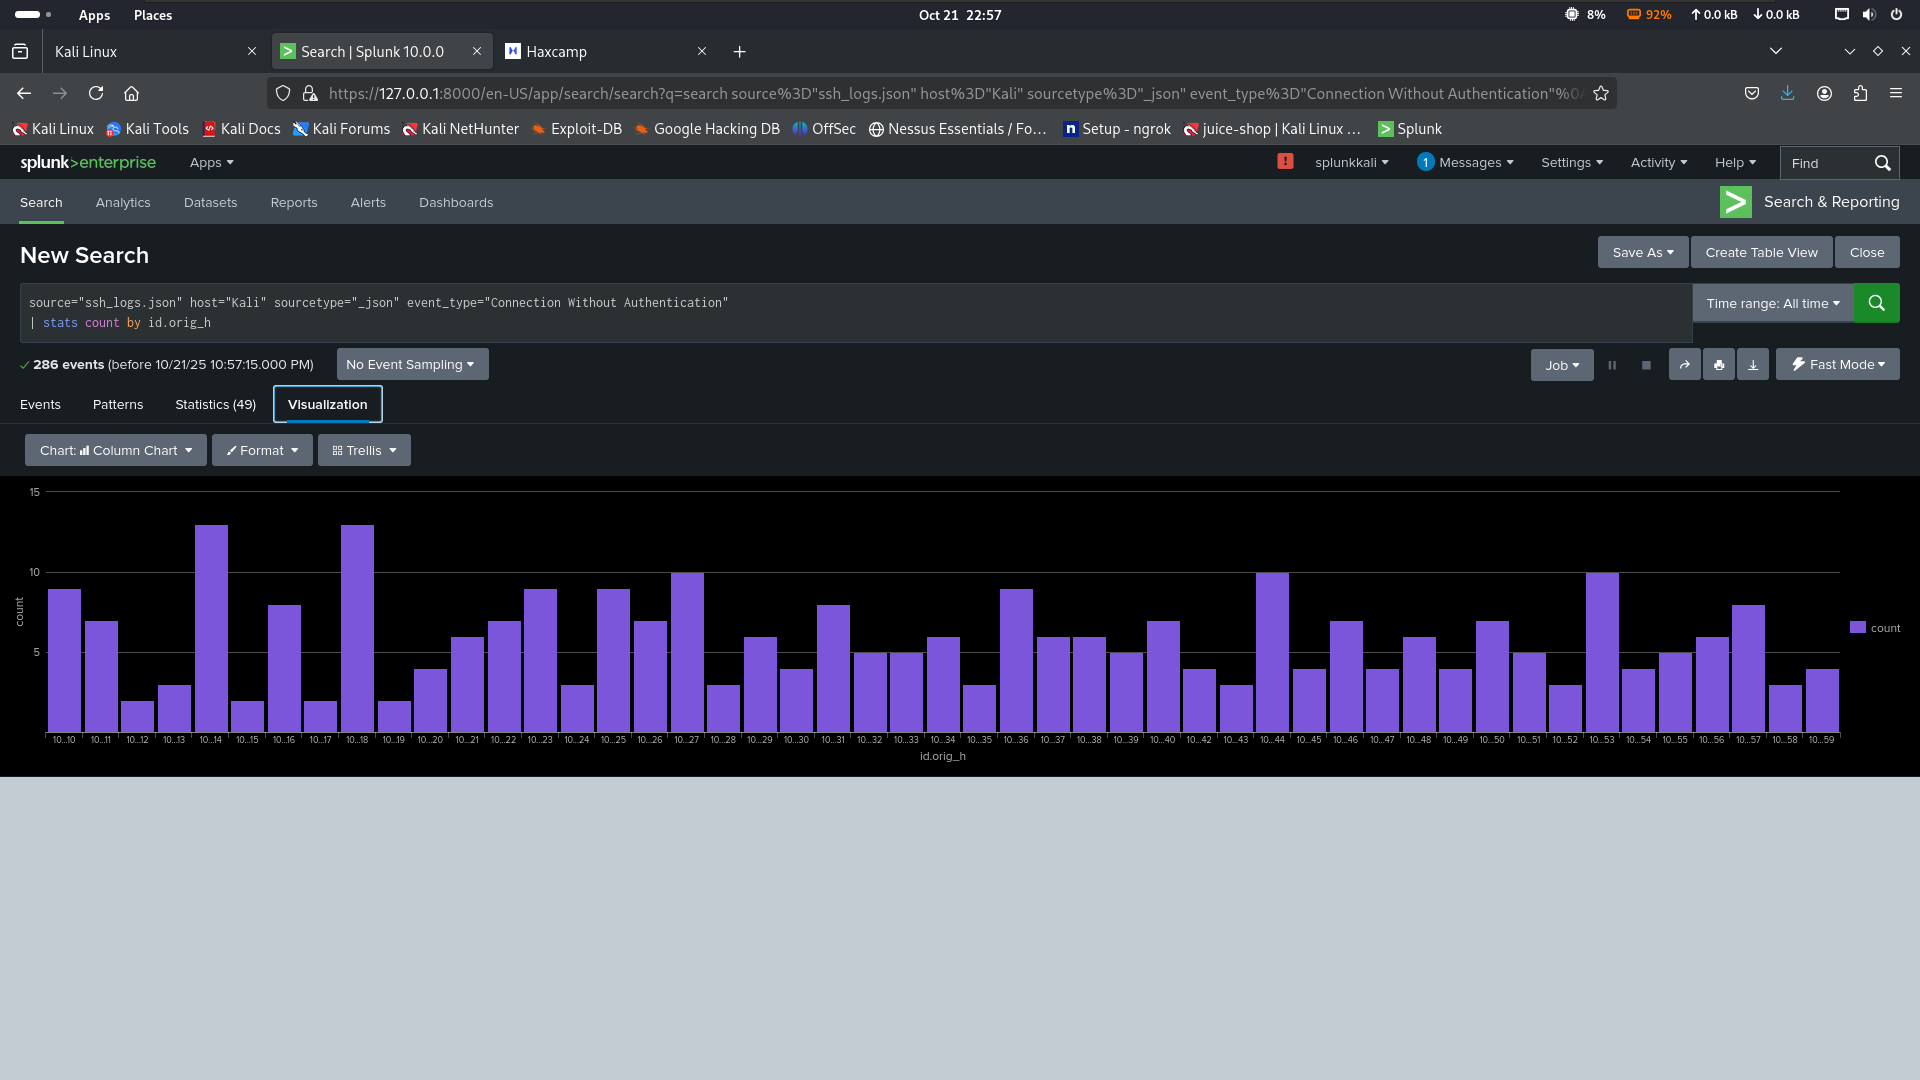 Apps Places Oct 21 22:57 8% 92% 0.0 kB 0.0 kB
Kali Linux Search | Splunk 10.0.0 Haxcamp
https://127.0.0.1:8000/en-US/app/search/search?q=search source%3D"ssh_logs.json" host%3D"Kali" sourcetype%3D"_json" event_type%3D"Connection Without Authentication"%0A
Kali Linux Kali Tools Kali Docs Kali Forums Kali NetHunter Exploit-DB Google Hacking DB OffSec Nessus Essentials / Fo... Setup - ngrok juice-shop | Kali Linux ... Splunk
splunk>enterprise Apps splunkkali 1 Messages Settings Activity Help Find
Search Analytics Datasets Reports Alerts Dashboards Search & Reporting
New Search Save As Create Table View Close
source="ssh_logs.json" host="Kali" sourcetype="_json" event_type="Connection Without Authentication"
| stats count by id.orig_h
Time range: All time
286 events (before 10/21/25 10:57:15.000 PM) No Event Sampling Job Fast Mode
Events Patterns Statistics (49) Visualization
Chart: Column Chart Format Trellis
15
10
5
count
count
10...10 10...11 10...12 10...13 10...14 10...15 10...16 10...17 10...18 10...19 10...20 10...21 10...22 10...23 10...24 10...25 10...26 10...27 10...28 10...29 10...30 10...31 10...32 10...33 10...34 10...35 10...36 10...37 10...38 10...39 10...40 10...42 10...43 10...44 10...45 10...46 10...47 10...48 10...49 10...50 10...51 10...52 10...53 10...54 10...55 10...56 10...57 10...58 10...59
id.orig_h